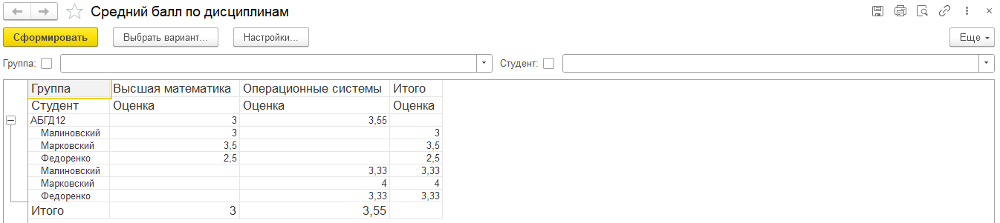 Средний балл по дисциплинам
Сформировать Выбрать вариант... Настройки... Еще
Группа: Студент:
Группа Высшая математика Операционные системы Итого
Студент Оценка Оценка Оценка
АБГД12 3 3,55
Малиновский 3 3
Марковский 3,5 3,5
Федоренко 2,5 2,5
Малиновский 3,33 3,33
Марковский 4 4
Федоренко 3,33 3,33
Итого 3 3,55